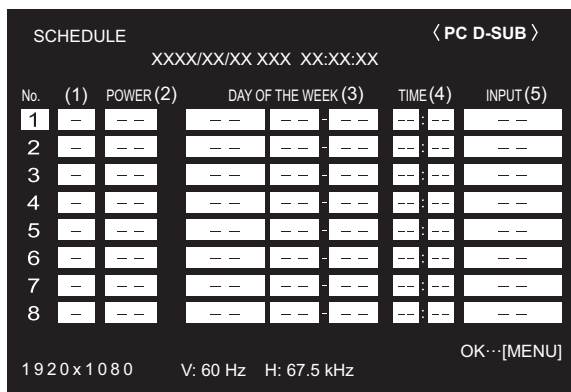 SCHEDULE 〈 PC D-SUB 〉
XXXX/XX/XX XXX XX:XX:XX
No. (1) POWER (2) DAY OF THE WEEK (3) TIME (4) INPUT (5)
1 – – – – – – – - – – – – : – – – –
2 – – – – – – – - – – – – : – – – –
3 – – – – – – – - – – – – : – – – –
4 – – – – – – – - – – – – : – – – –
5 – – – – – – – - – – – – : – – – –
6 – – – – – – – - – – – – : – – – –
7 – – – – – – – - – – – – : – – – –
8 – – – – – – – - – – – – : – – – –
OK···[MENU]
1920x1080 V: 60 Hz H: 67.5 kHz